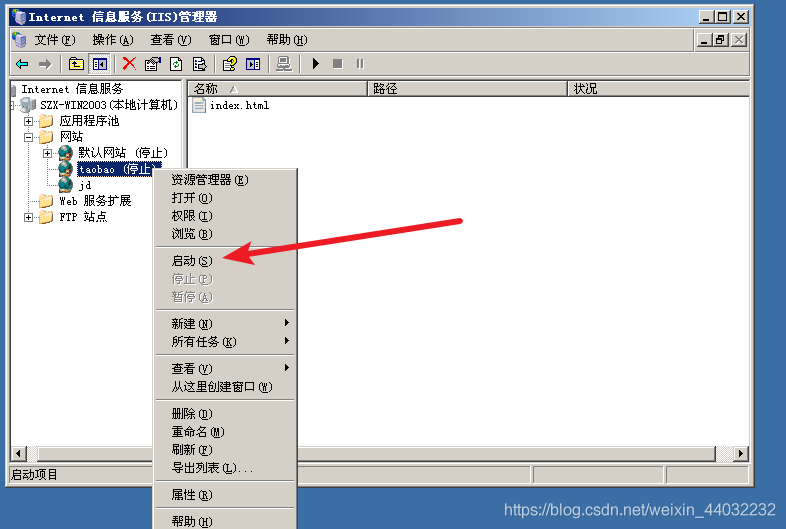 Internet 信息服务(IIS)管理器
文件(F) 操作(A) 查看(V) 窗口(W) 帮助(H)
Internet 信息服务
SZX-WIN2003(本地计算机)
应用程序池
网站
默认网站 (停止)
taobao (停止)
jd
Web 服务扩展
FTP 站点
名称 路径 状况
index.html
资源管理器(E)
打开(O)
权限(I)
浏览(B)
启动(S)
停止(P)
暂停(A)
新建(N)
所有任务(K)
查看(V)
从这里创建窗口(W)
删除(D)
重命名(M)
刷新(F)
导出列表(L)...
属性(R)
帮助(H)
启动项目
https://blog.csdn.net/weixin_44032232